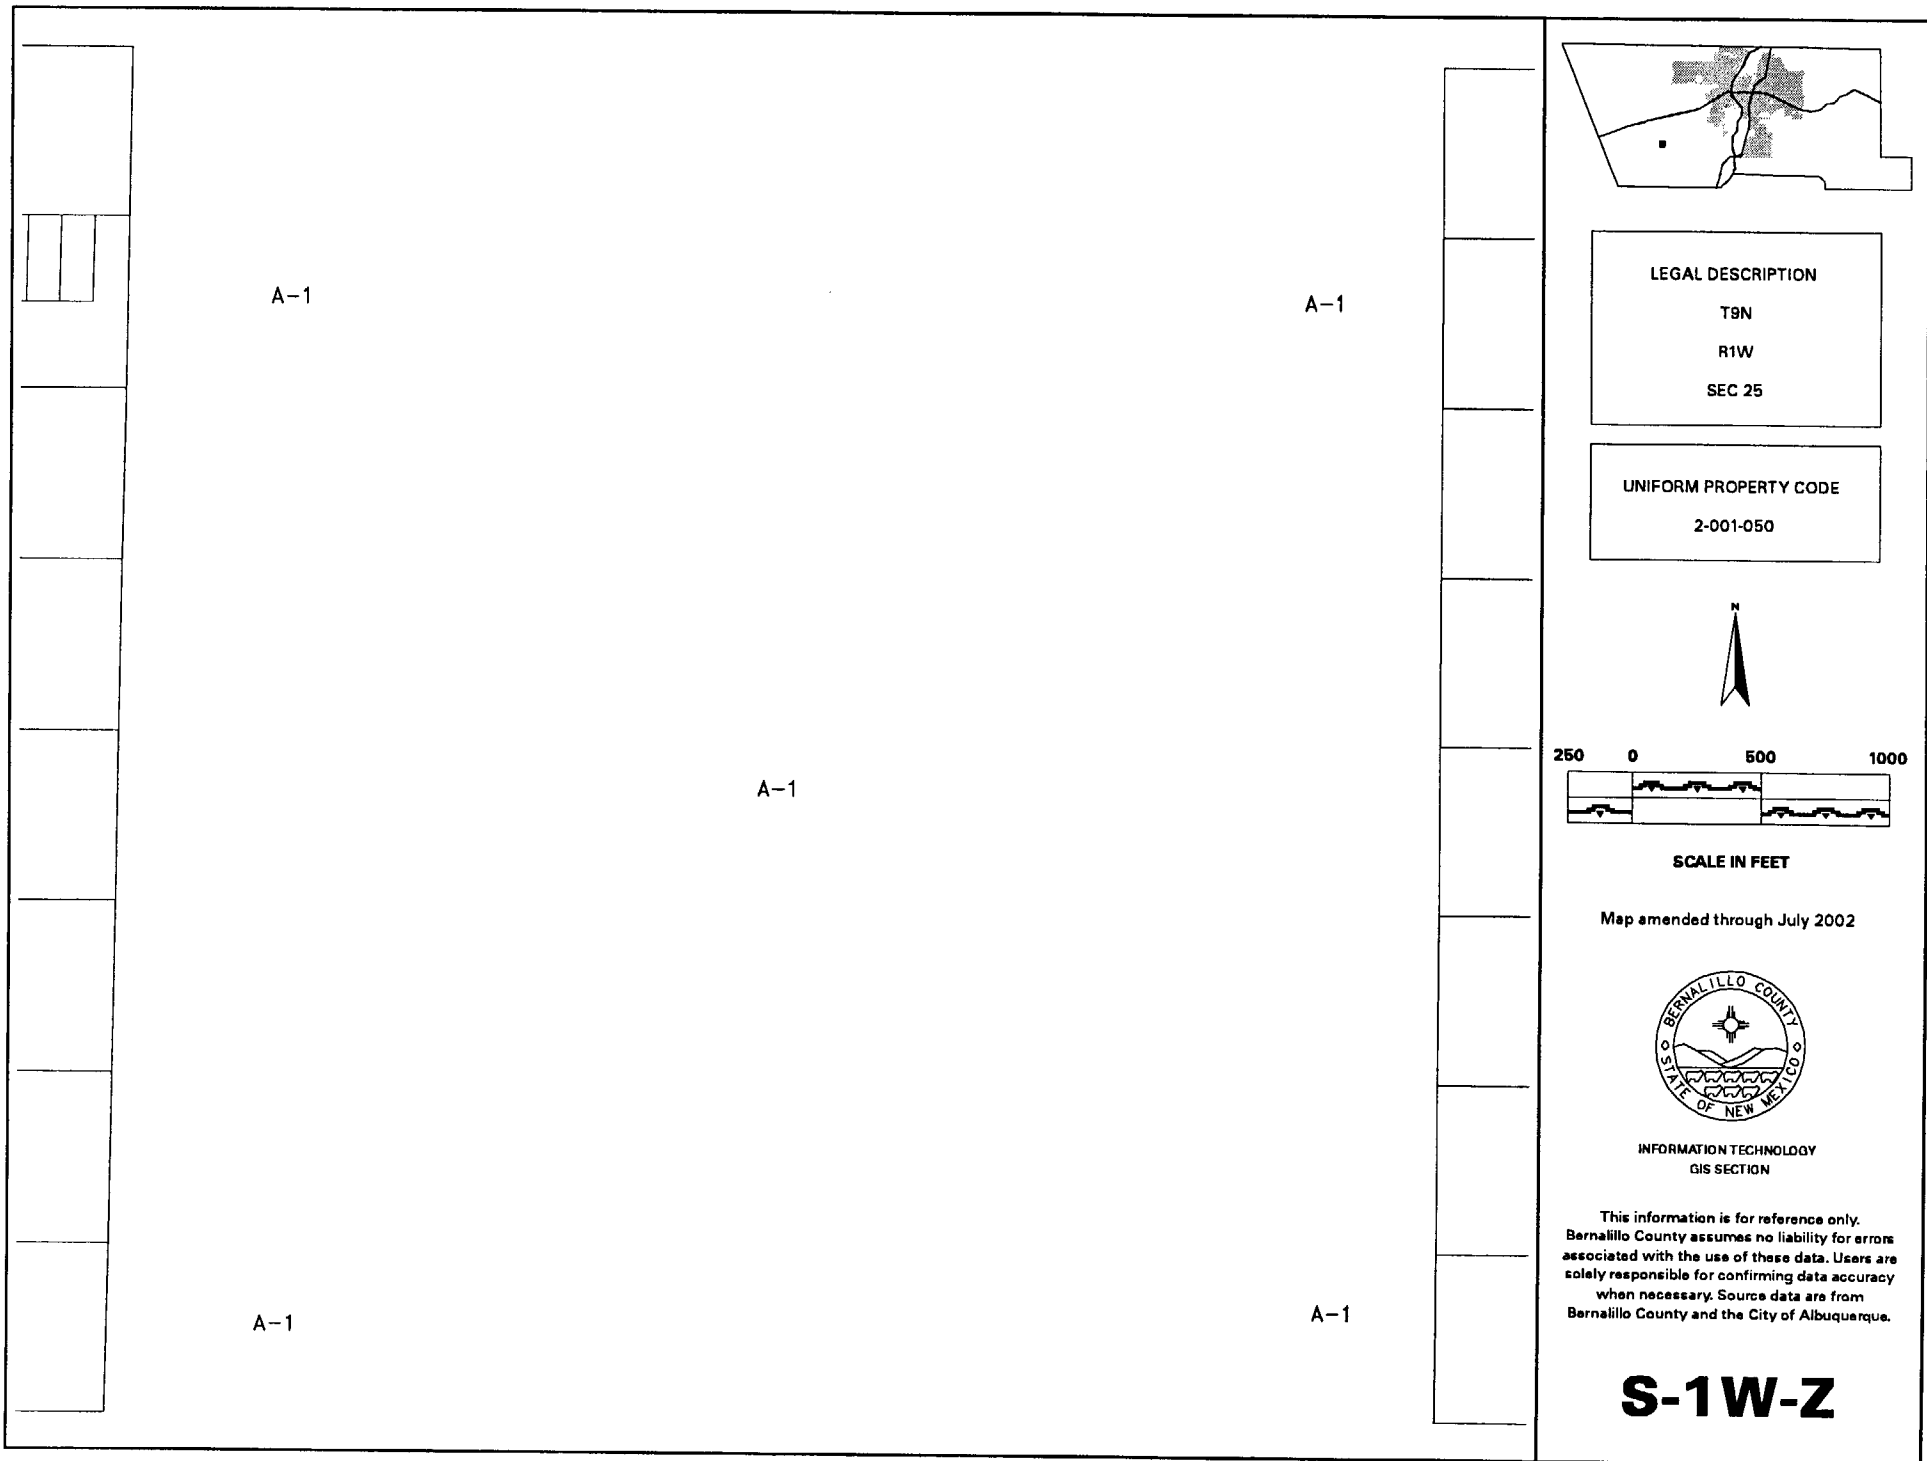 A-1
A-1
A-1
A-1
A-1
LEGAL DESCRIPTION
T9N
R1W
SEC 25
UNIFORM PROPERTY CODE
2-001-050
N
250 0 500 1000
SCALE IN FEET
Map amended through July 2002
BERNALILLO COUNTY
STATE OF NEW MEXICO
INFORMATION TECHNOLOGY
GIS SECTION
This information is for reference only.
Bernalillo County assumes no liability for errors
associated with the use of these data. Users are
solely responsible for confirming data accuracy
when necessary. Source data are from
Bernalillo County and the City of Albuquerque.
S-1W-Z